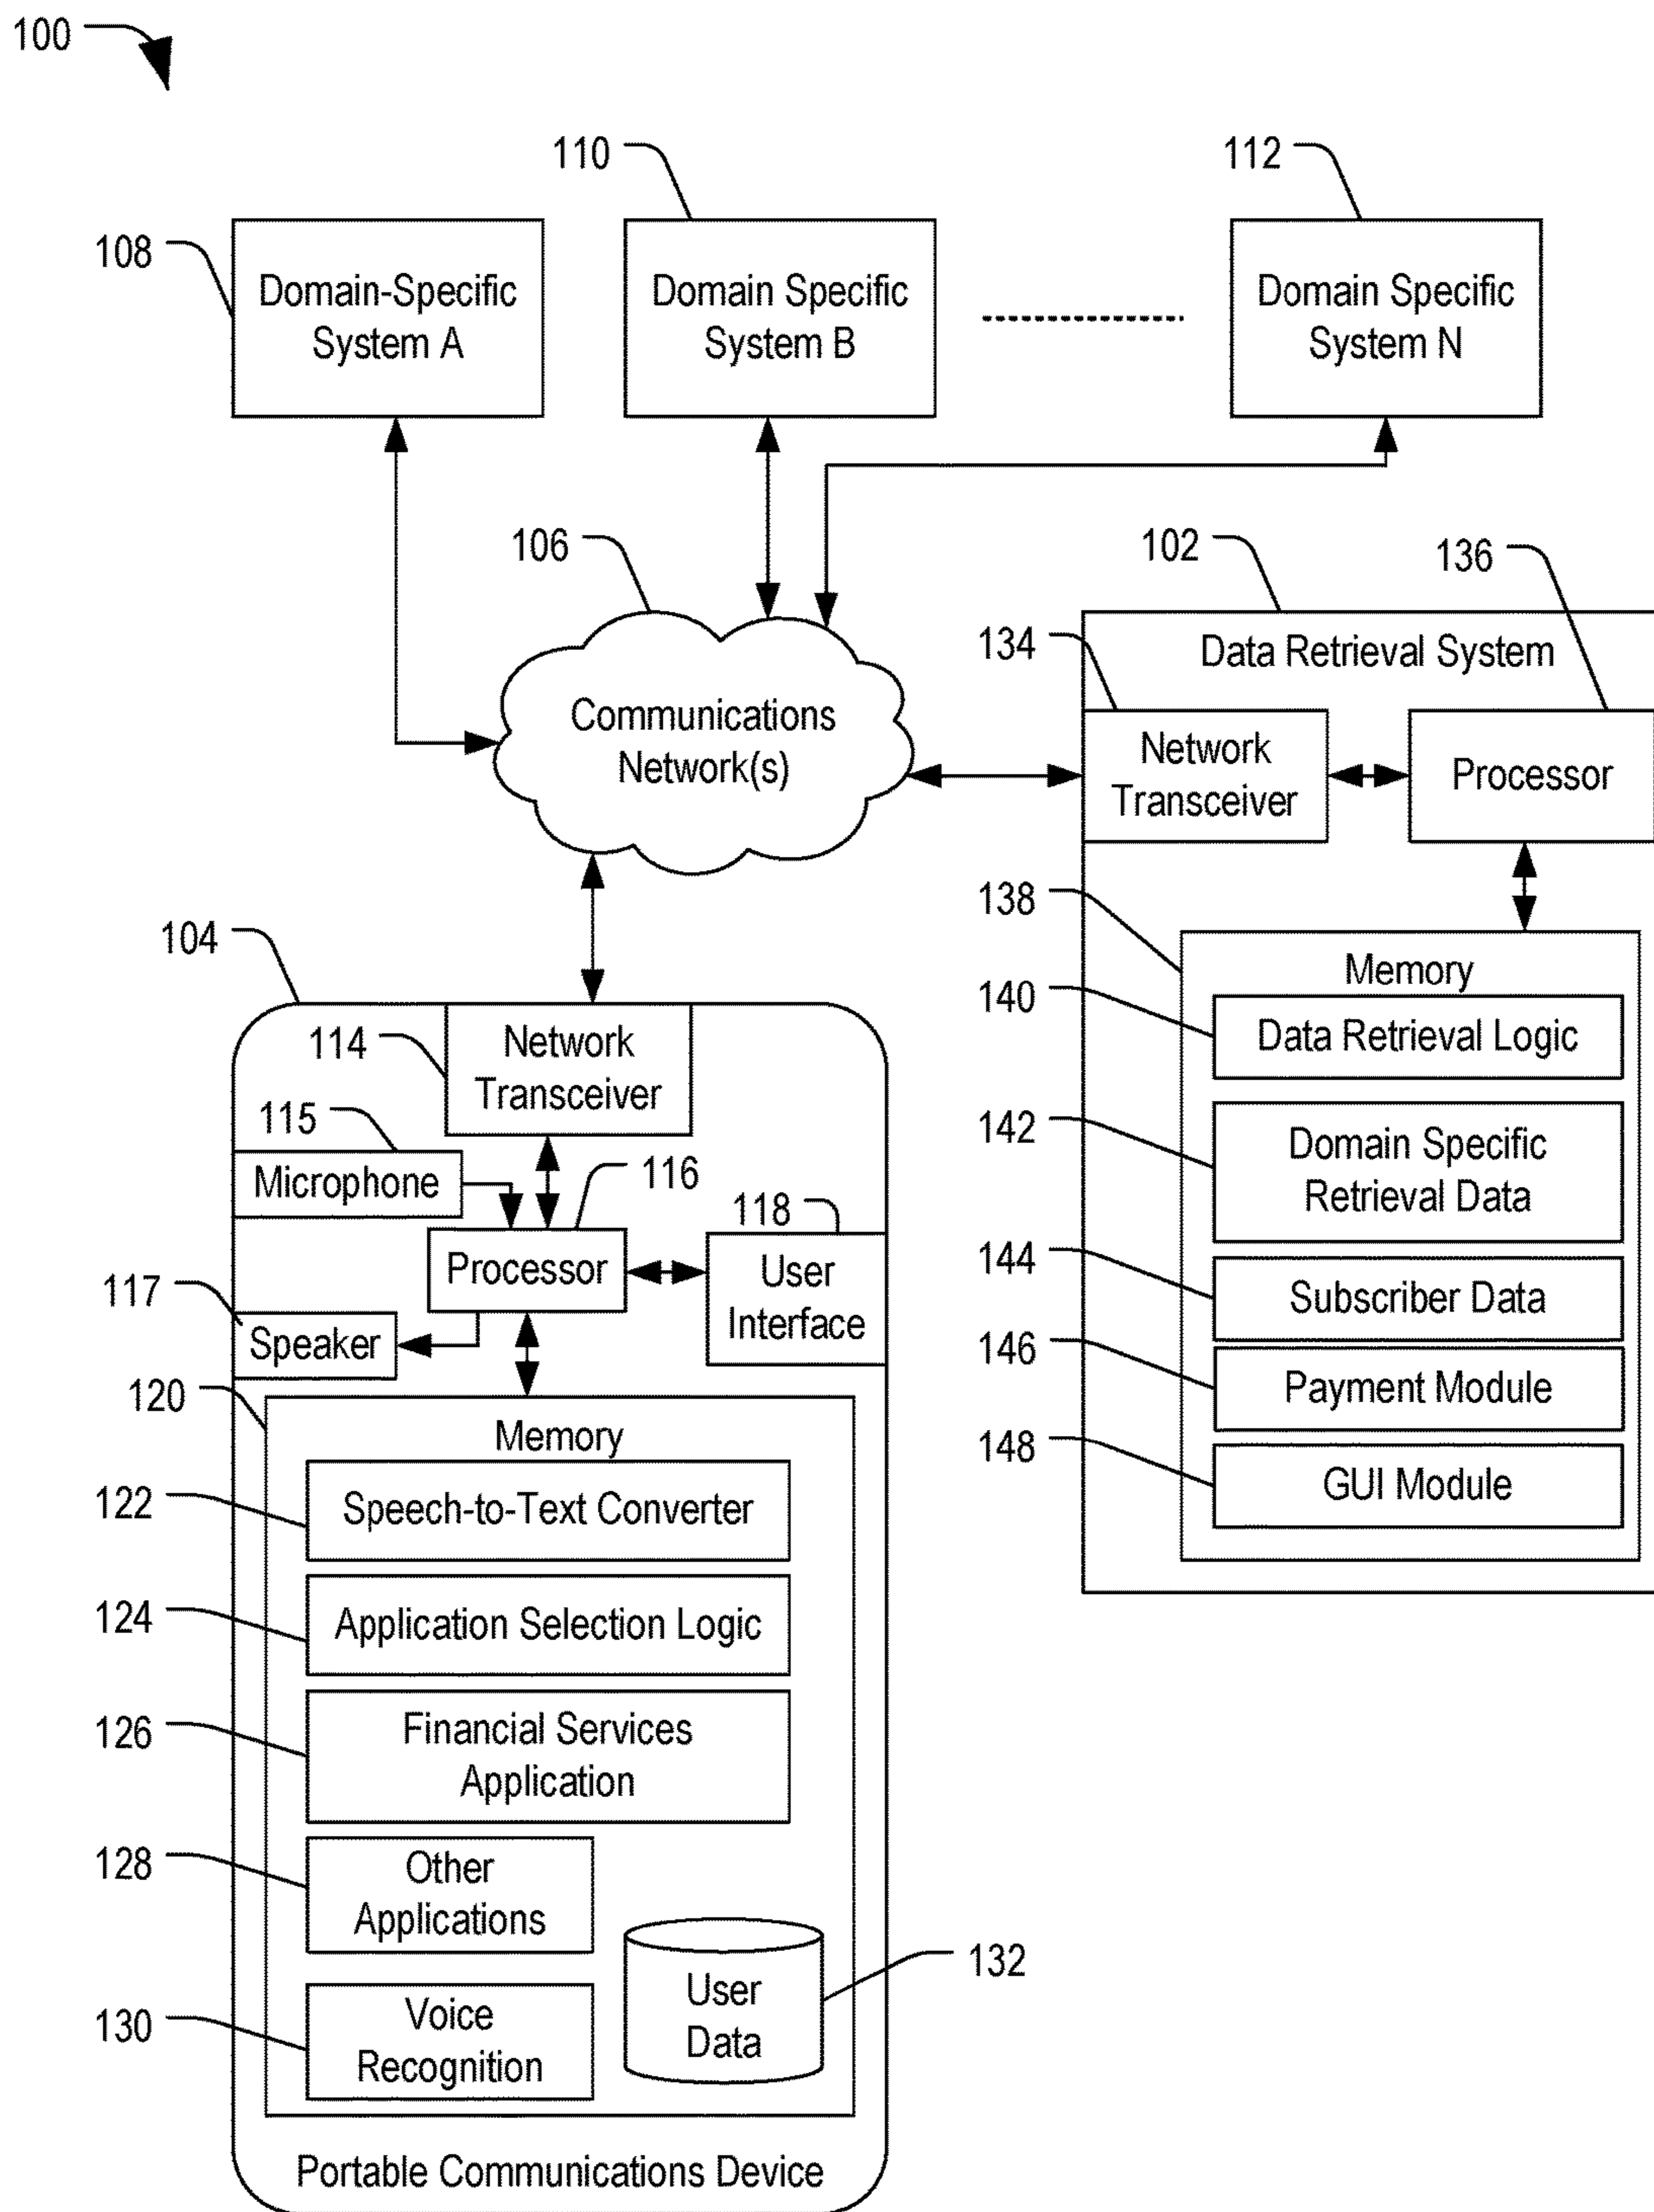 100
110
112
108
Domain-Specific
System A
Domain Specific
System B
Domain Specific
System N
106
102
136
134
Data Retrieval System
Communications
Network(s)
Network
Transceiver
Processor
138
104
Memory
140
Data Retrieval Logic
114
Network
Transceiver
115
142
Domain Specific
Retrieval Data
Microphone
116
118
144
Subscriber Data
Processor
User
Interface
117
Speaker
146
Payment Module
120
Memory
148
GUI Module
122
Speech-to-Text Converter
124
Application Selection Logic
126
Financial Services
Application
128
Other
Applications
132
User
Data
130
Voice
Recognition
Portable Communications Device